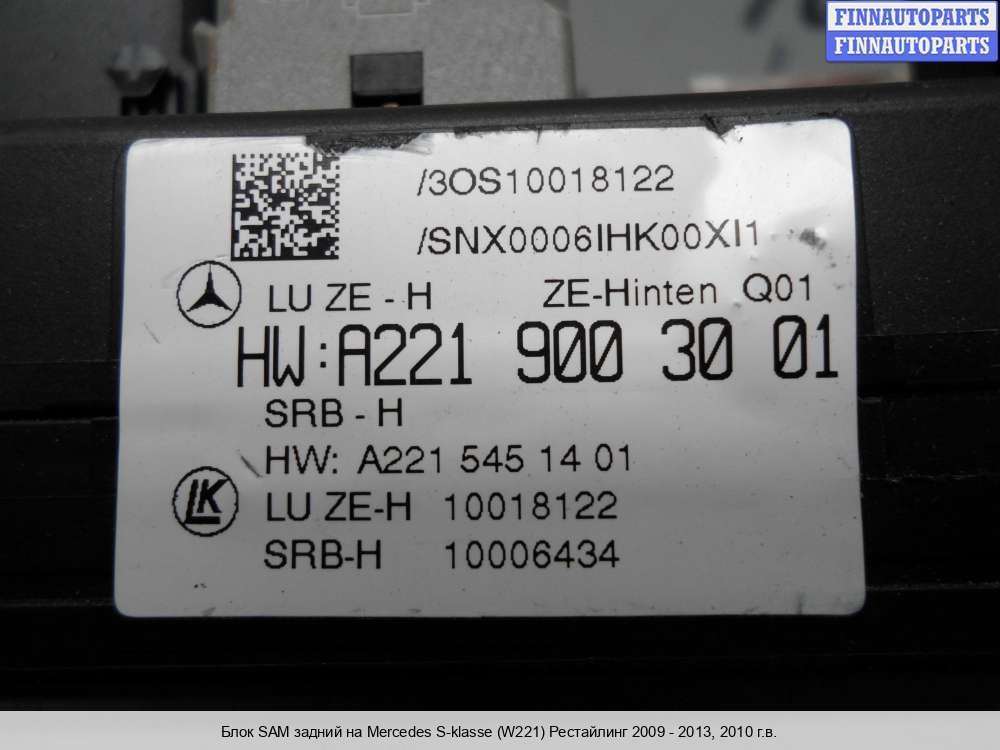 FINNAUTOPARTS
FINNAUTOPARTS
/3OS10018122
/SNX0006IHK00XI1
LU ZE - H ZE-Hinten Q01
HW:A221 900 30 01
SRB - H
HW: A221 545 14 01
LK
LU ZE-H 10018122
SRB-H 10006434
Блок SAM задний на Mercedes S-klasse (W221) Рестайлинг 2009 - 2013, 2010 г.в.